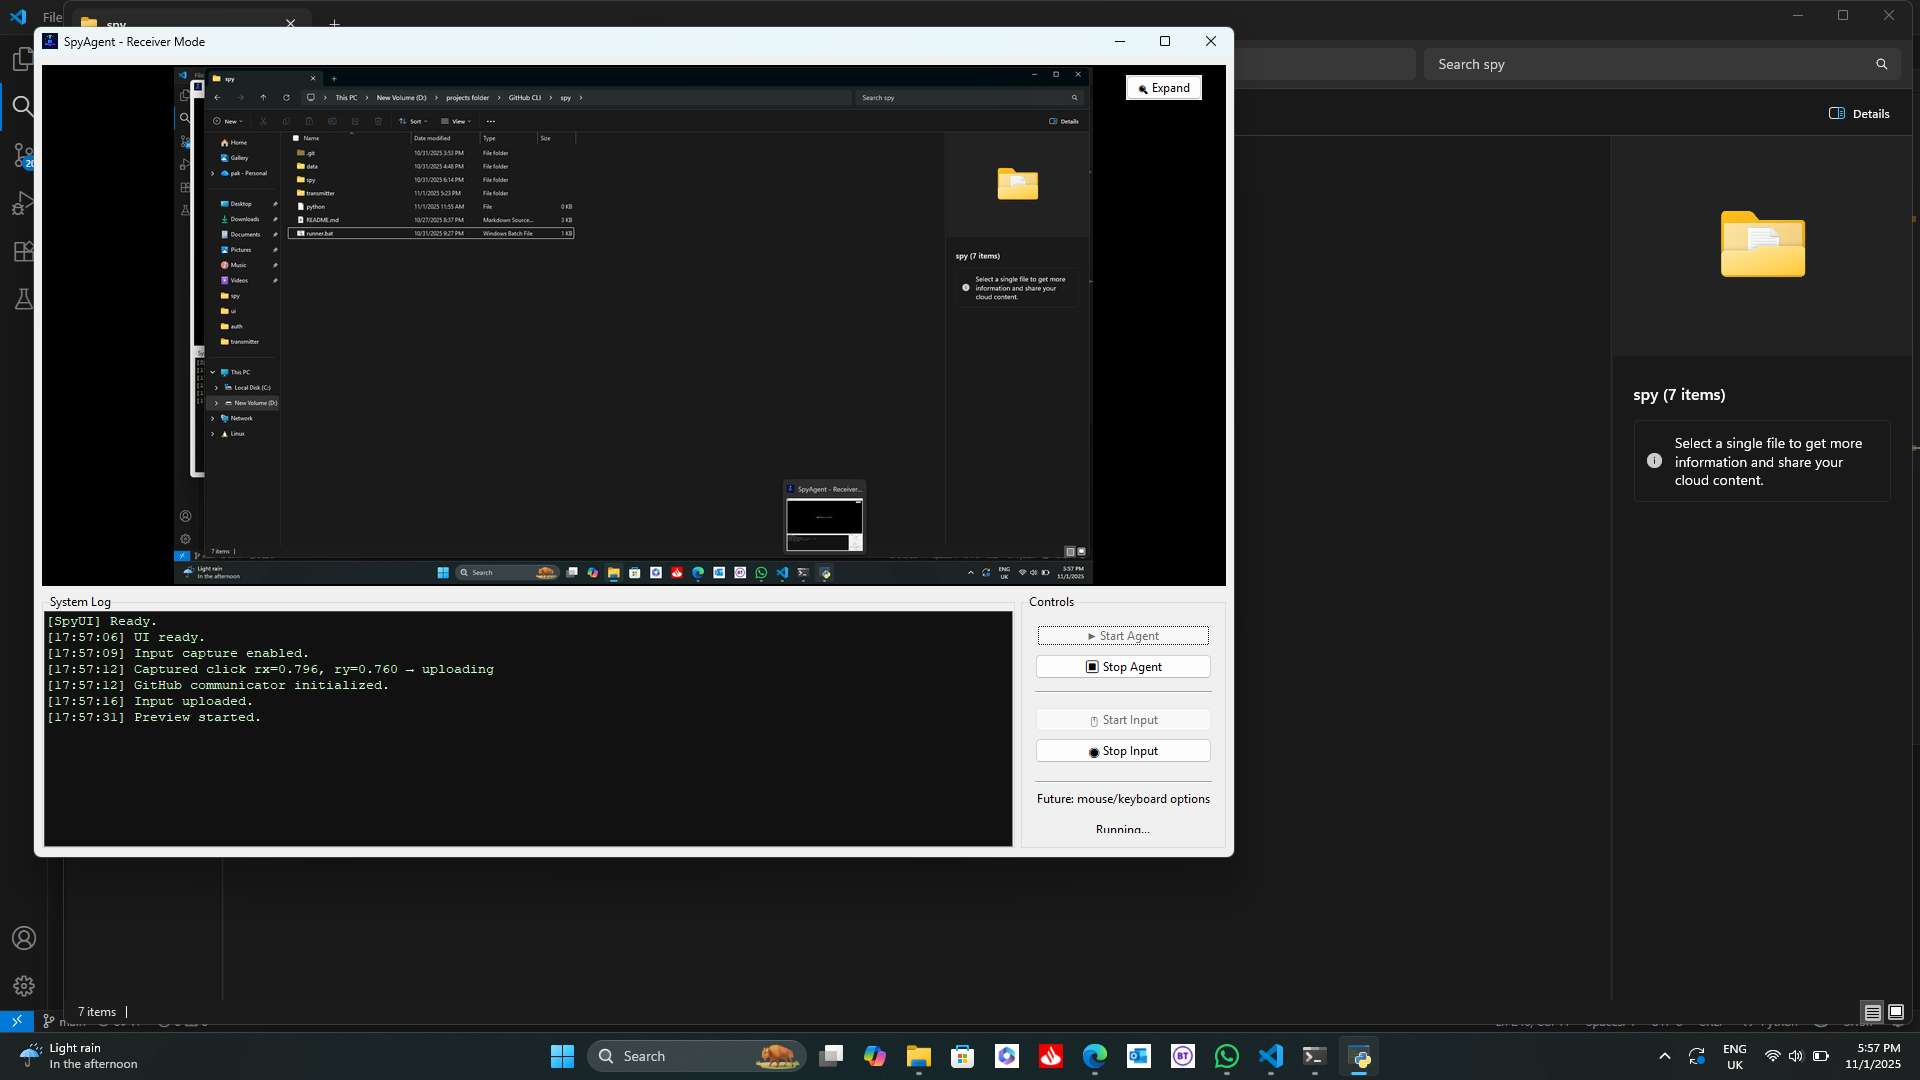 File
spy
SpyAgent - Receiver Mode
Search spy
Details
Expand
spy
This PC
New Volume (D:)
projects folder
GitHub CLI
spy
Search spy
New
Sort
View
Details
Name
Date modified
Type
Size
Home
Gallery
pak - Personal
Desktop
Downloads
Documents
Pictures
Music
Videos
spy
ui
auth
transmitter
This PC
Local Disk (C:)
New Volume (D:)
Network
Linux
.git 10/31/2025 3:53 PM File folder
data 10/31/2025 4:48 PM File folder
spy 10/31/2025 6:14 PM File folder
transmitter 11/1/2025 5:23 PM File folder
python 11/1/2025 11:55 AM File 0 KB
README.md 10/27/2025 8:37 PM Markdown Source... 3 KB
runner.bat 10/31/2025 9:27 PM Windows Batch File 1 KB
spy (7 items)
Select a single file to get more
information and share your
cloud content.
SpyAgent - Receiver...
7 items
Light rain
In the afternoon
Search
ENG
UK
5:57 PM
11/1/2025
System Log
[SpyUI] Ready.
[17:57:06] UI ready.
[17:57:09] Input capture enabled.
[17:57:12] Captured click rx=0.796, ry=0.760 → uploading
[17:57:12] GitHub communicator initialized.
[17:57:16] Input uploaded.
[17:57:31] Preview started.
Controls
Start Agent
Stop Agent
Start Input
Stop Input
Future: mouse/keyboard options
Running...
spy (7 items)
Select a single file to get more
information and share your
cloud content.
7 items
Light rain
In the afternoon
Search
BT
ENG
UK
5:57 PM
11/1/2025